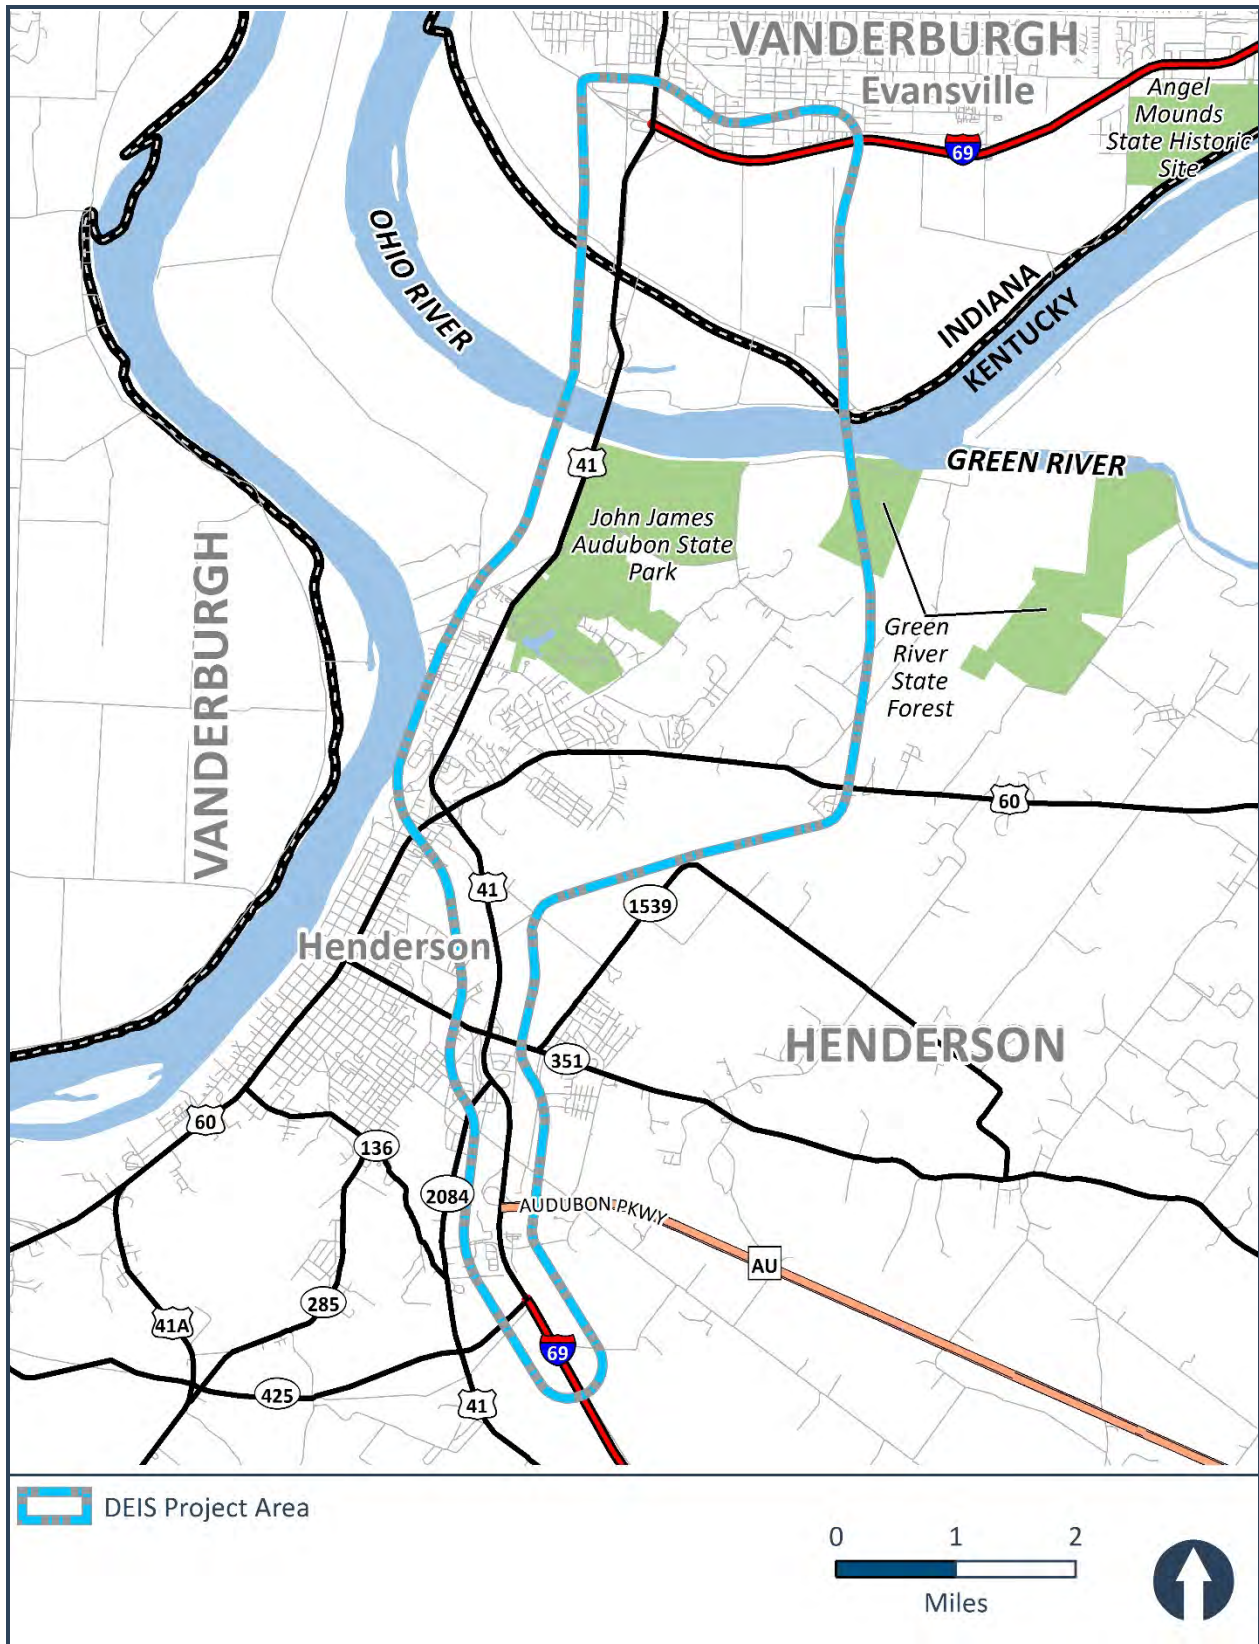 VANDERBURGH
Evansville
Angel
Mounds
State Historic
Site
69
OHIO RIVER
INDIANA
KENTUCKY
41
GREEN RIVER
John James
Audubon State
Park
VANDERBURGH
Green
River
State
Forest
60
41
1539
Henderson
HENDERSON
351
60
136
2084
AUDUBON PKWY
AU
285
41A
69
425
41
DEIS Project Area
0 1 2
Miles